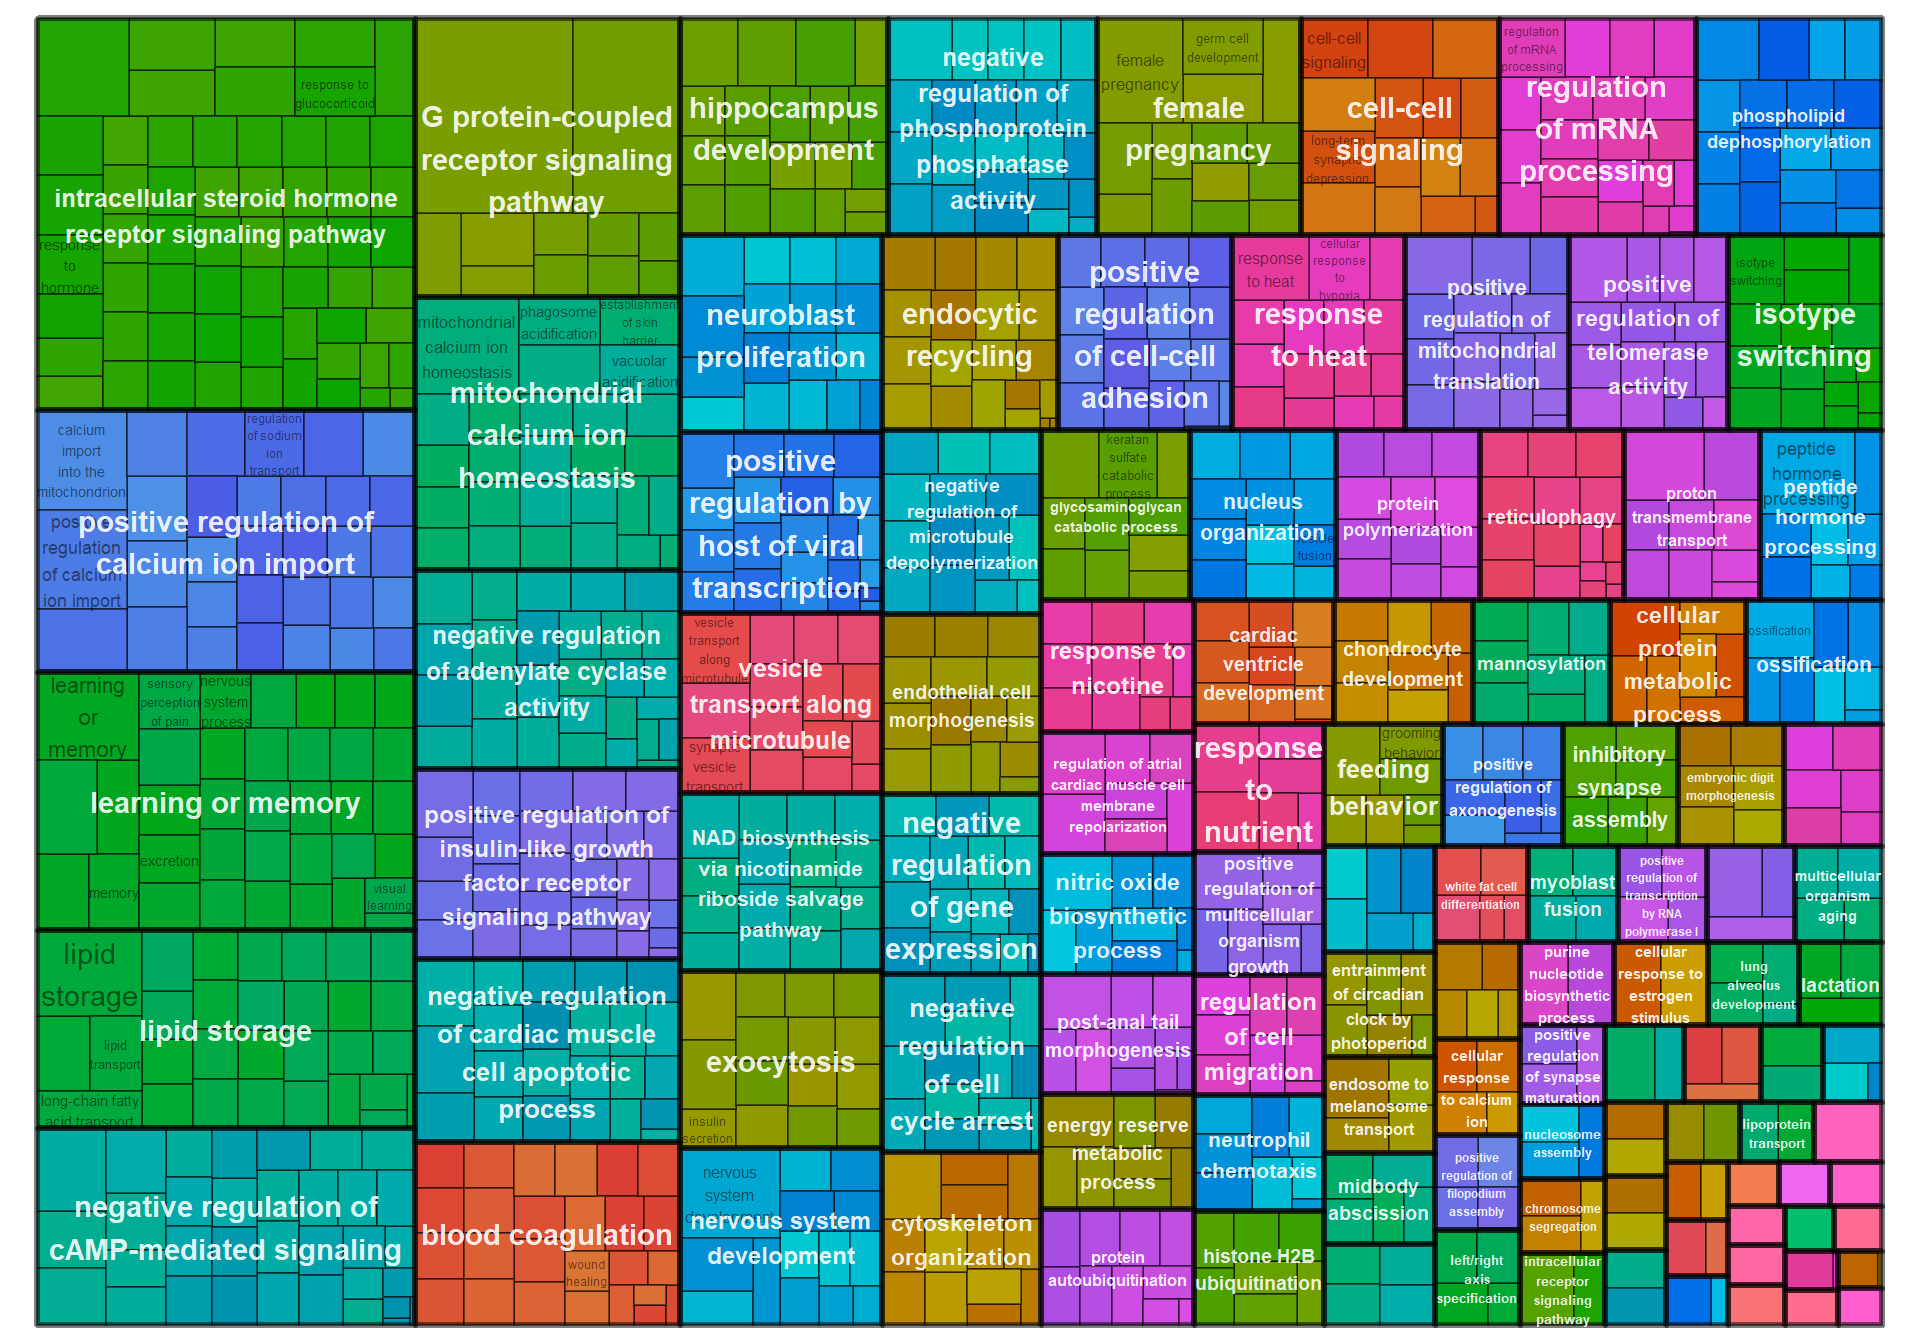 response to
glucocorticoid
intracellular steroid hormone
receptor signaling pathway
response
to
hormone
G protein-coupled
receptor signaling
pathway
hippocampus
development
negative
regulation of
phosphoprotein
phosphatase
activity
female
pregnancy
germ cell
development
female
pregnancy
cell-cell
signaling
cell-cell
signaling
long-term
synaptic
depression
regulation
of mRNA
processing
regulation
of mRNA
processing
phospholipid
dephosphorylation
mitochondrial
calcium ion
homeostasis
phagosome
acidification
establishment
of skin
barrier
vacuolar
acidification
mitochondrial
calcium ion
homeostasis
neuroblast
proliferation
endocytic
recycling
positive
regulation
of cell-cell
adhesion
response
to heat
cellular
response
to
hypoxia
response
to heat
positive
regulation of
mitochondrial
translation
positive
regulation of
telomerase
activity
isotype
switching
isotype
switching
calcium
import
into the
mitochondrion
regulation
of sodium
ion
transport
positive
regulation
of calcium
ion import
positive regulation of
calcium ion import
positive
regulation by
host of viral
transcription
negative
regulation of
microtubule
depolymerization
keratan
sulfate
catabolic
process
glycosaminoglycan
catabolic process
nucleus
organization
vesicle
fusion
protein
polymerization
reticulophagy
proton
transmembrane
transport
peptide
hormone
processing
peptide
hormone
processing
negative regulation
of adenylate cyclase
activity
vesicle
transport
along
microtubule
vesicle
transport along
microtubule
synaptic
vesicle
transport
endothelial cell
morphogenesis
response to
nicotine
cardiac
ventricle
development
chondrocyte
development
mannosylation
cellular
protein
metabolic
process
ossification
ossification
learning
or
memory
sensory
perception
of pain
nervous
system
process
learning or memory
excretion
memory
visual
learning
positive regulation of
insulin-like growth
factor receptor
signaling pathway
NAD biosynthesis
via nicotinamide
riboside salvage
pathway
negative
regulation
of gene
expression
regulation of atrial
cardiac muscle cell
membrane
repolarization
response
to
nutrient
grooming
behavior
feeding
behavior
positive
regulation of
axonogenesis
inhibitory
synapse
assembly
embryonic digit
morphogenesis
nitric oxide
biosynthetic
process
positive
regulation of
multicellular
organism
growth
white fat cell
differentiation
myoblast
fusion
positive
regulation of
transcription
by RNA
polymerase I
multicellular
organism
aging
lipid
storage
lipid
transport
lipid storage
long-chain fatty
acid transport
negative regulation
of cardiac muscle
cell apoptotic
process
exocytosis
insulin
secretion
negative
regulation
of cell
cycle arrest
post-anal tail
morphogenesis
regulation
of cell
migration
entrainment
of circadian
clock by
photoperiod
purine
nucleotide
biosynthetic
process
cellular
response to
estrogen
stimulus
lung
alveolus
development
lactation
cellular
response
to calcium
ion
positive
regulation
of synapse
maturation
endosome to
melanosome
transport
energy reserve
metabolic
process
neutrophil
chemotaxis
nucleosome
assembly
lipoprotein
transport
negative regulation of
cAMP-mediated signaling
blood coagulation
wound
healing
nervous
system
development
nervous system
development
cytoskeleton
organization
protein
autoubiquitination
histone H2B
ubiquitination
midbody
abscission
positive
regulation of
filopodium
assembly
chromosome
segregation
left/right
axis
specification
intracellular
receptor
signaling
pathway